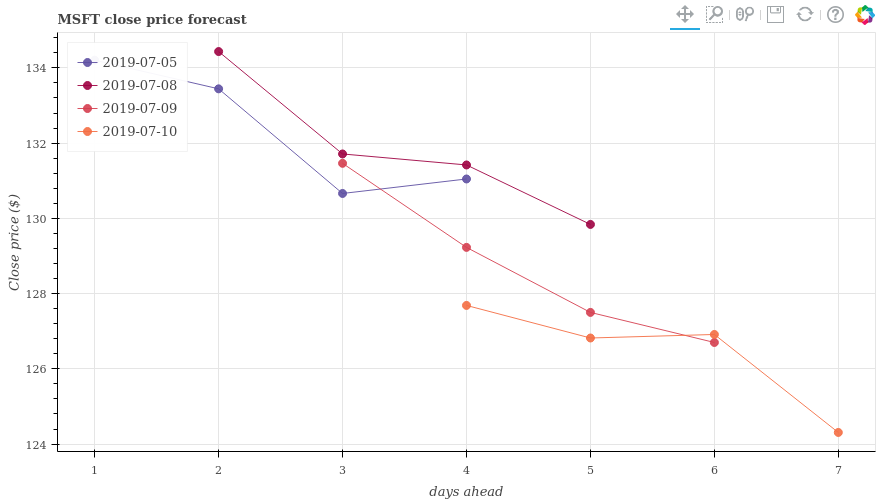 MSFT close price forecast
2019-07-05
2019-07-08
2019-07-09
2019-07-10
134
132
130
128
126
124
Close price ($)
1 2 3 4 5 6 7
days ahead